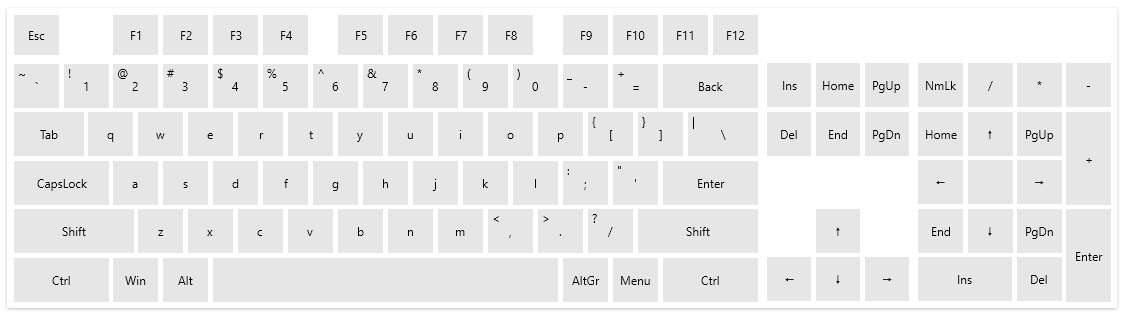 Esc F1 F2 F3 F4 F5 F6 F7 F8 F9 F10 F11 F12
~ ` ! 1 @ 2 # 3 $ 4 % 5 ^ 6 & 7 * 8 ( 9 ) 0 _ - + = Back Ins Home PgUp NmLk / * -
Tab q w e r t y u i o p { [ } ] | \ Del End PgDn Home ↑ PgUp +
CapsLock a s d f g h j k l : ; " ' Enter ← →
Shift z x c v b n m < , > . ? / Shift ↑ End ↓ PgDn Enter
Ctrl Win Alt AltGr Menu Ctrl ← ↓ → Ins Del